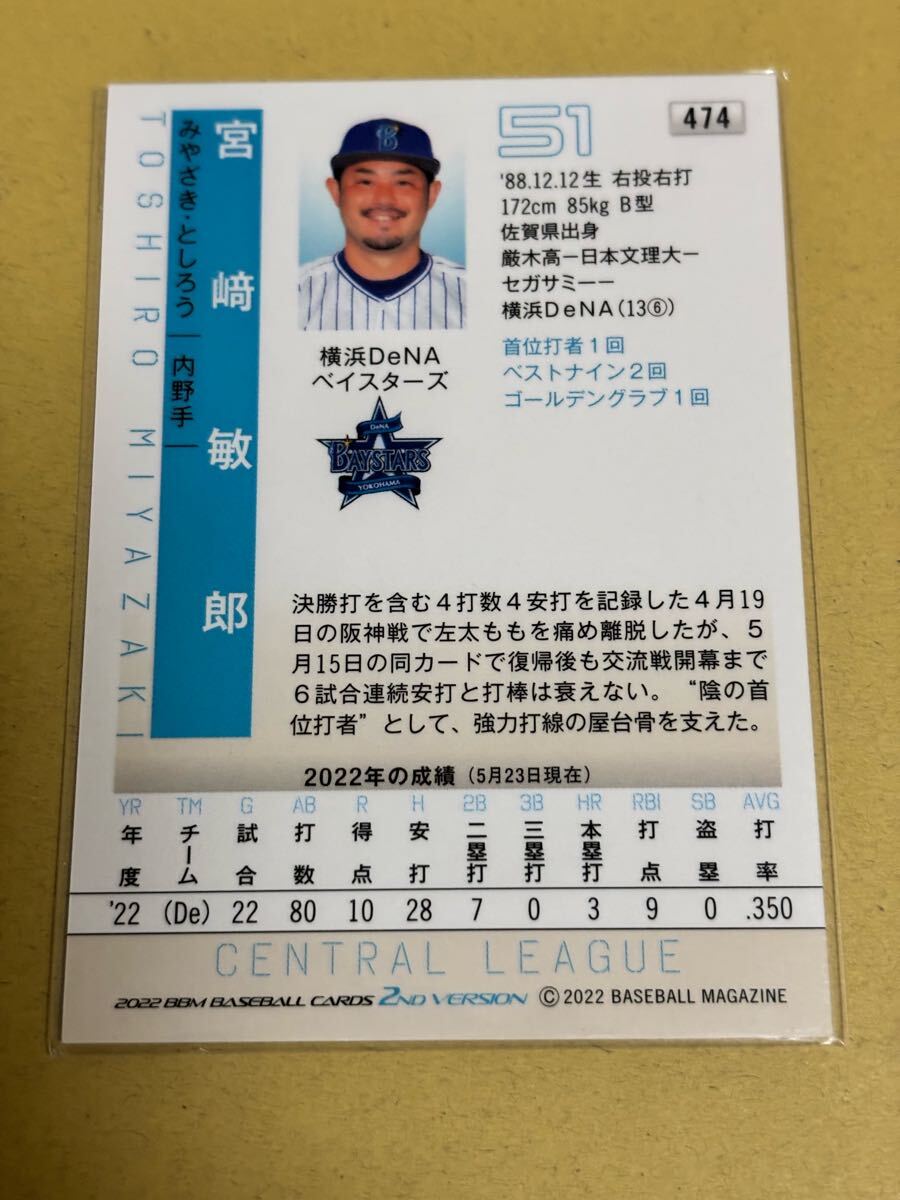 TOSHIRO MIYAZAKI
みやざき・としろう 内野手
宮﨑敏郎
51
474
'88.12.12生 右投右打
172cm 85kg B型
佐賀県出身
厳木高ー日本文理大ー
セガサミーー
横浜DeNA(13⑥)
首位打者1回
ベストナイン2回
ゴールデングラブ1回
B
横浜DeNA
ベイスターズ
DeNA
BAYSTARS
YOKOHAMA
決勝打を含む4打数4安打を記録した4月19
日の阪神戦で左太ももを痛め離脱したが、5
月15日の同カードで復帰後も交流戦開幕まで
6試合連続安打と打棒は衰えない。“陰の首
位打者”として、強力打線の屋台骨を支えた。
2022年の成績(5月23日現在)
YR TM G AB R H 2B 3B HR RBI SB AVG
年度 チーム 試合 打数 得点 安打 二塁打 三塁打 本塁打 打点 盗塁 打率
'22 (De) 22 80 10 28 7 0 3 9 0 .350
CENTRAL LEAGUE
2022 BBM BASEBALL CARDS 2ND VERSION © 2022 BASEBALL MAGAZINE